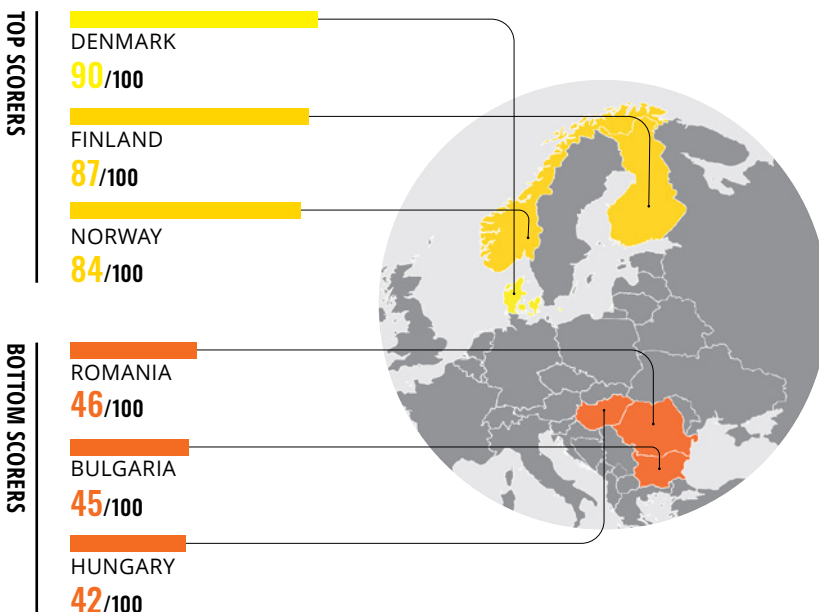 TOP SCORERS
DENMARK
90/100
FINLAND
87/100
NORWAY
84/100
BOTTOM SCORERS
ROMANIA
46/100
BULGARIA
45/100
HUNGARY
42/100